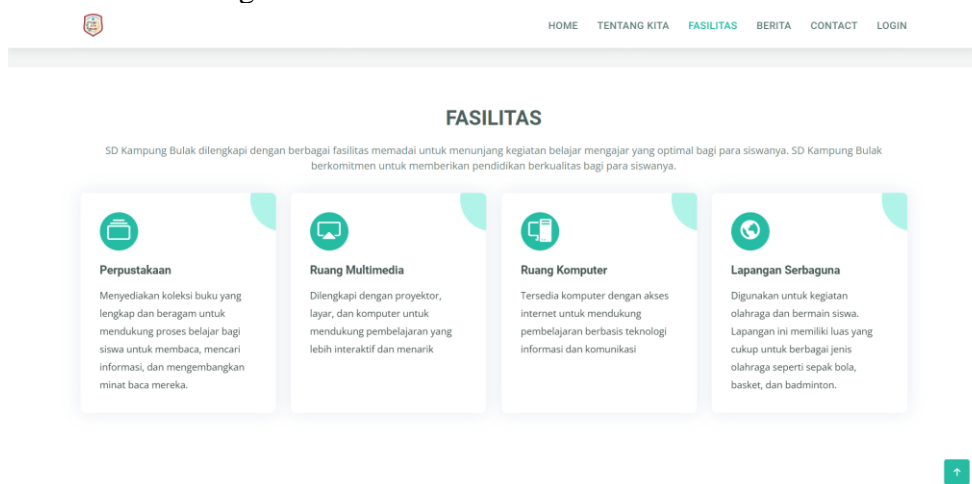 HOME TENTANG KITA FASILITAS BERITA CONTACT LOGIN
FASILITAS
SD Kampung Bulak dilengkapi dengan berbagai fasilitas memadai untuk menunjang kegiatan belajar mengajar yang optimal bagi para siswanya. SD Kampung Bulak
berkomitmen untuk memberikan pendidikan berkualitas bagi para siswanya.
Perpustakaan
Menyediakan koleksi buku yang
lengkap dan beragam untuk
mendukung proses belajar bagi
siswa untuk membaca, mencari
informasi, dan mengembangkan
minat baca mereka.
Ruang Multimedia
Dilengkapi dengan proyektor,
layar, dan komputer untuk
mendukung pembelajaran yang
lebih interaktif dan menarik
Ruang Komputer
Tersedia komputer dengan akses
internet untuk mendukung
pembelajaran berbasis teknologi
informasi dan komunikasi
Lapangan Serbaguna
Digunakan untuk kegiatan
olahraga dan bermain siswa.
Lapangan ini memiliki luas yang
cukup untuk berbagai jenis
olahraga seperti sepak bola,
basket, dan badminton.